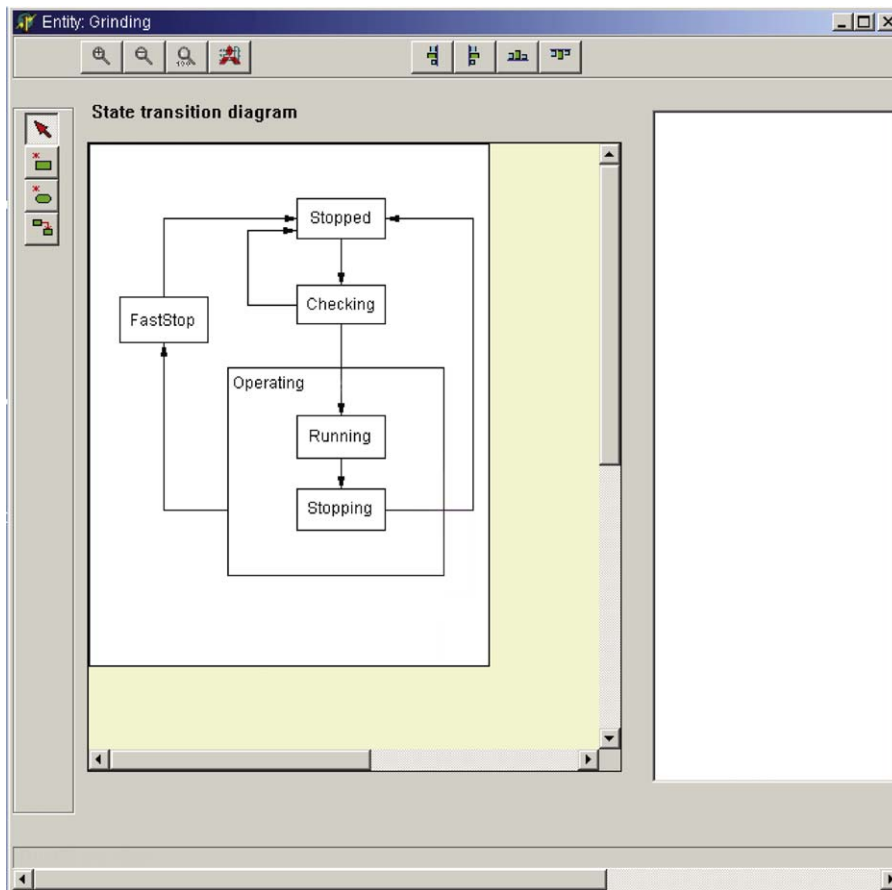 Entity: Grinding
State transition diagram
Stopped
Checking
FastStop
Operating
Running
Stopping